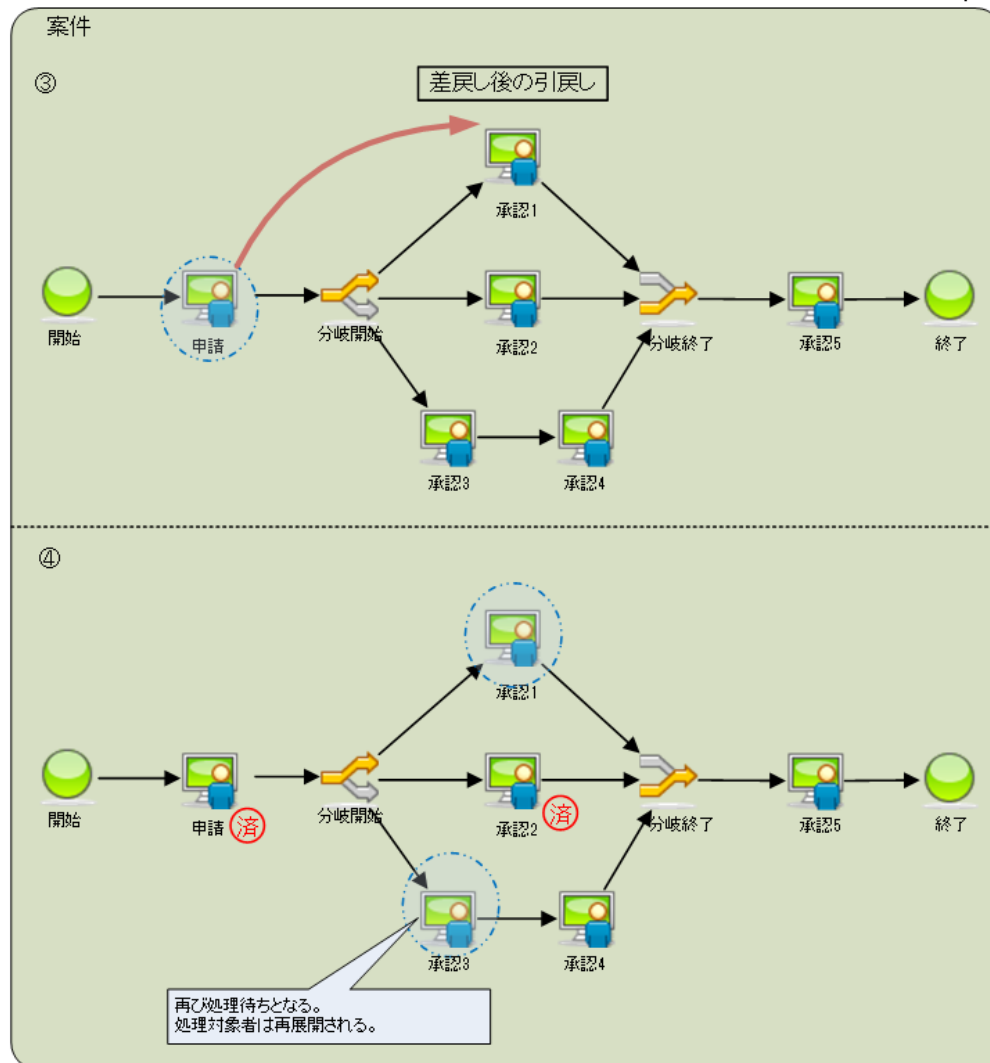 案件
③
差戻し後の引戻し
承認1
開始
申請
分岐開始
承認2
分岐終了
承認5
終了
承認3
承認4
④
承認1
開始
申請
済
分岐開始
承認2
済
分岐終了
承認5
終了
承認3
承認4
再び処理待ちとなる。
処理対象者は再展開される。